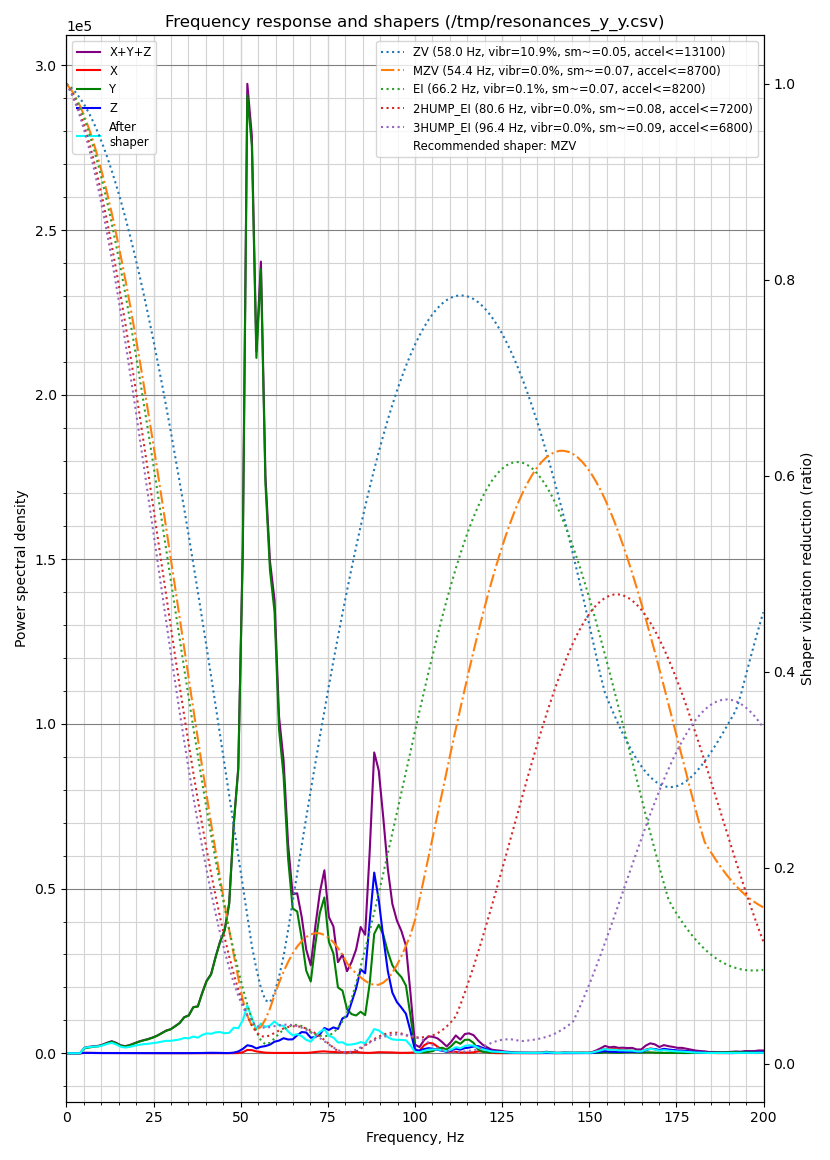 Frequency response and shapers (/tmp/resonances_y_y.csv)
1e5
X+Y+Z
X
Y
Z
After
shaper
ZV (58.0 Hz, vibr=10.9%, sm~=0.05, accel<=13100)
MZV (54.4 Hz, vibr=0.0%, sm~=0.07, accel<=8700)
EI (66.2 Hz, vibr=0.1%, sm~=0.07, accel<=8200)
2HUMP_EI (80.6 Hz, vibr=0.0%, sm~=0.08, accel<=7200)
3HUMP_EI (96.4 Hz, vibr=0.0%, sm~=0.09, accel<=6800)
Recommended shaper: MZV
3.0
2.5
2.0
1.5
1.0
0.5
0.0
Power spectral density
1.0
0.8
0.6
0.4
0.2
0.0
Shaper vibration reduction (ratio)
0 25 50 75 100 125 150 175 200
Frequency, Hz